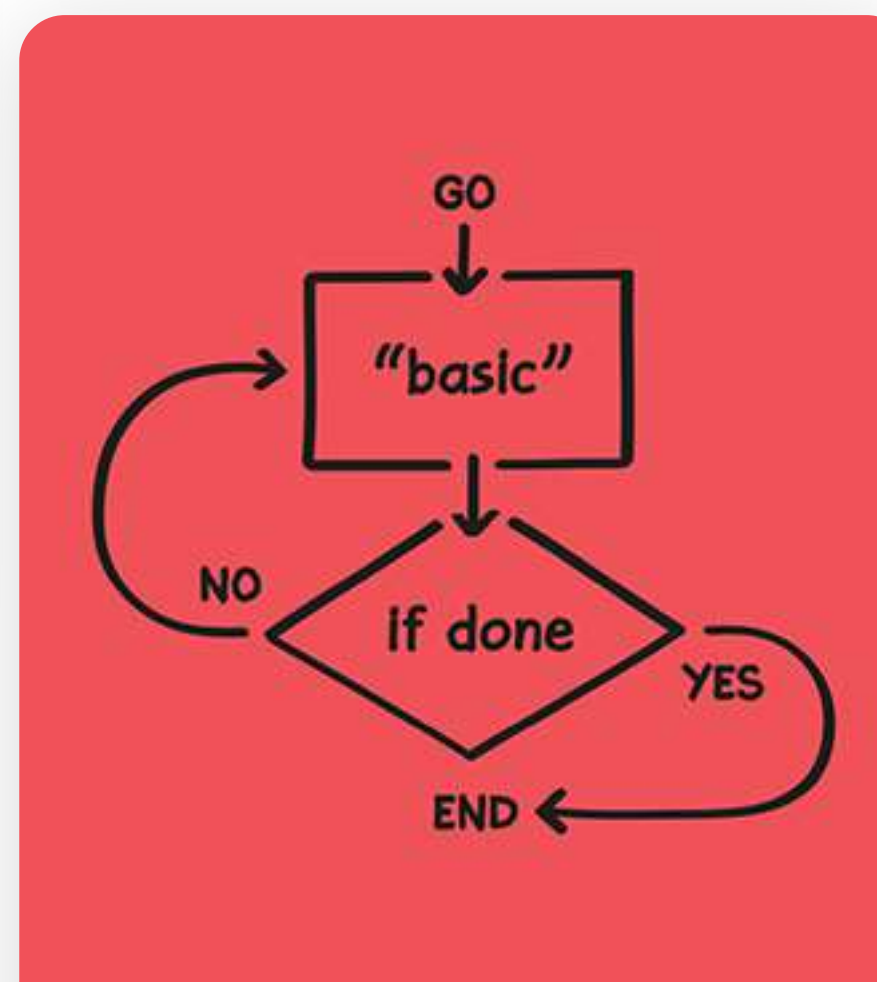 GO
“basic”
if done
NO
YES
END